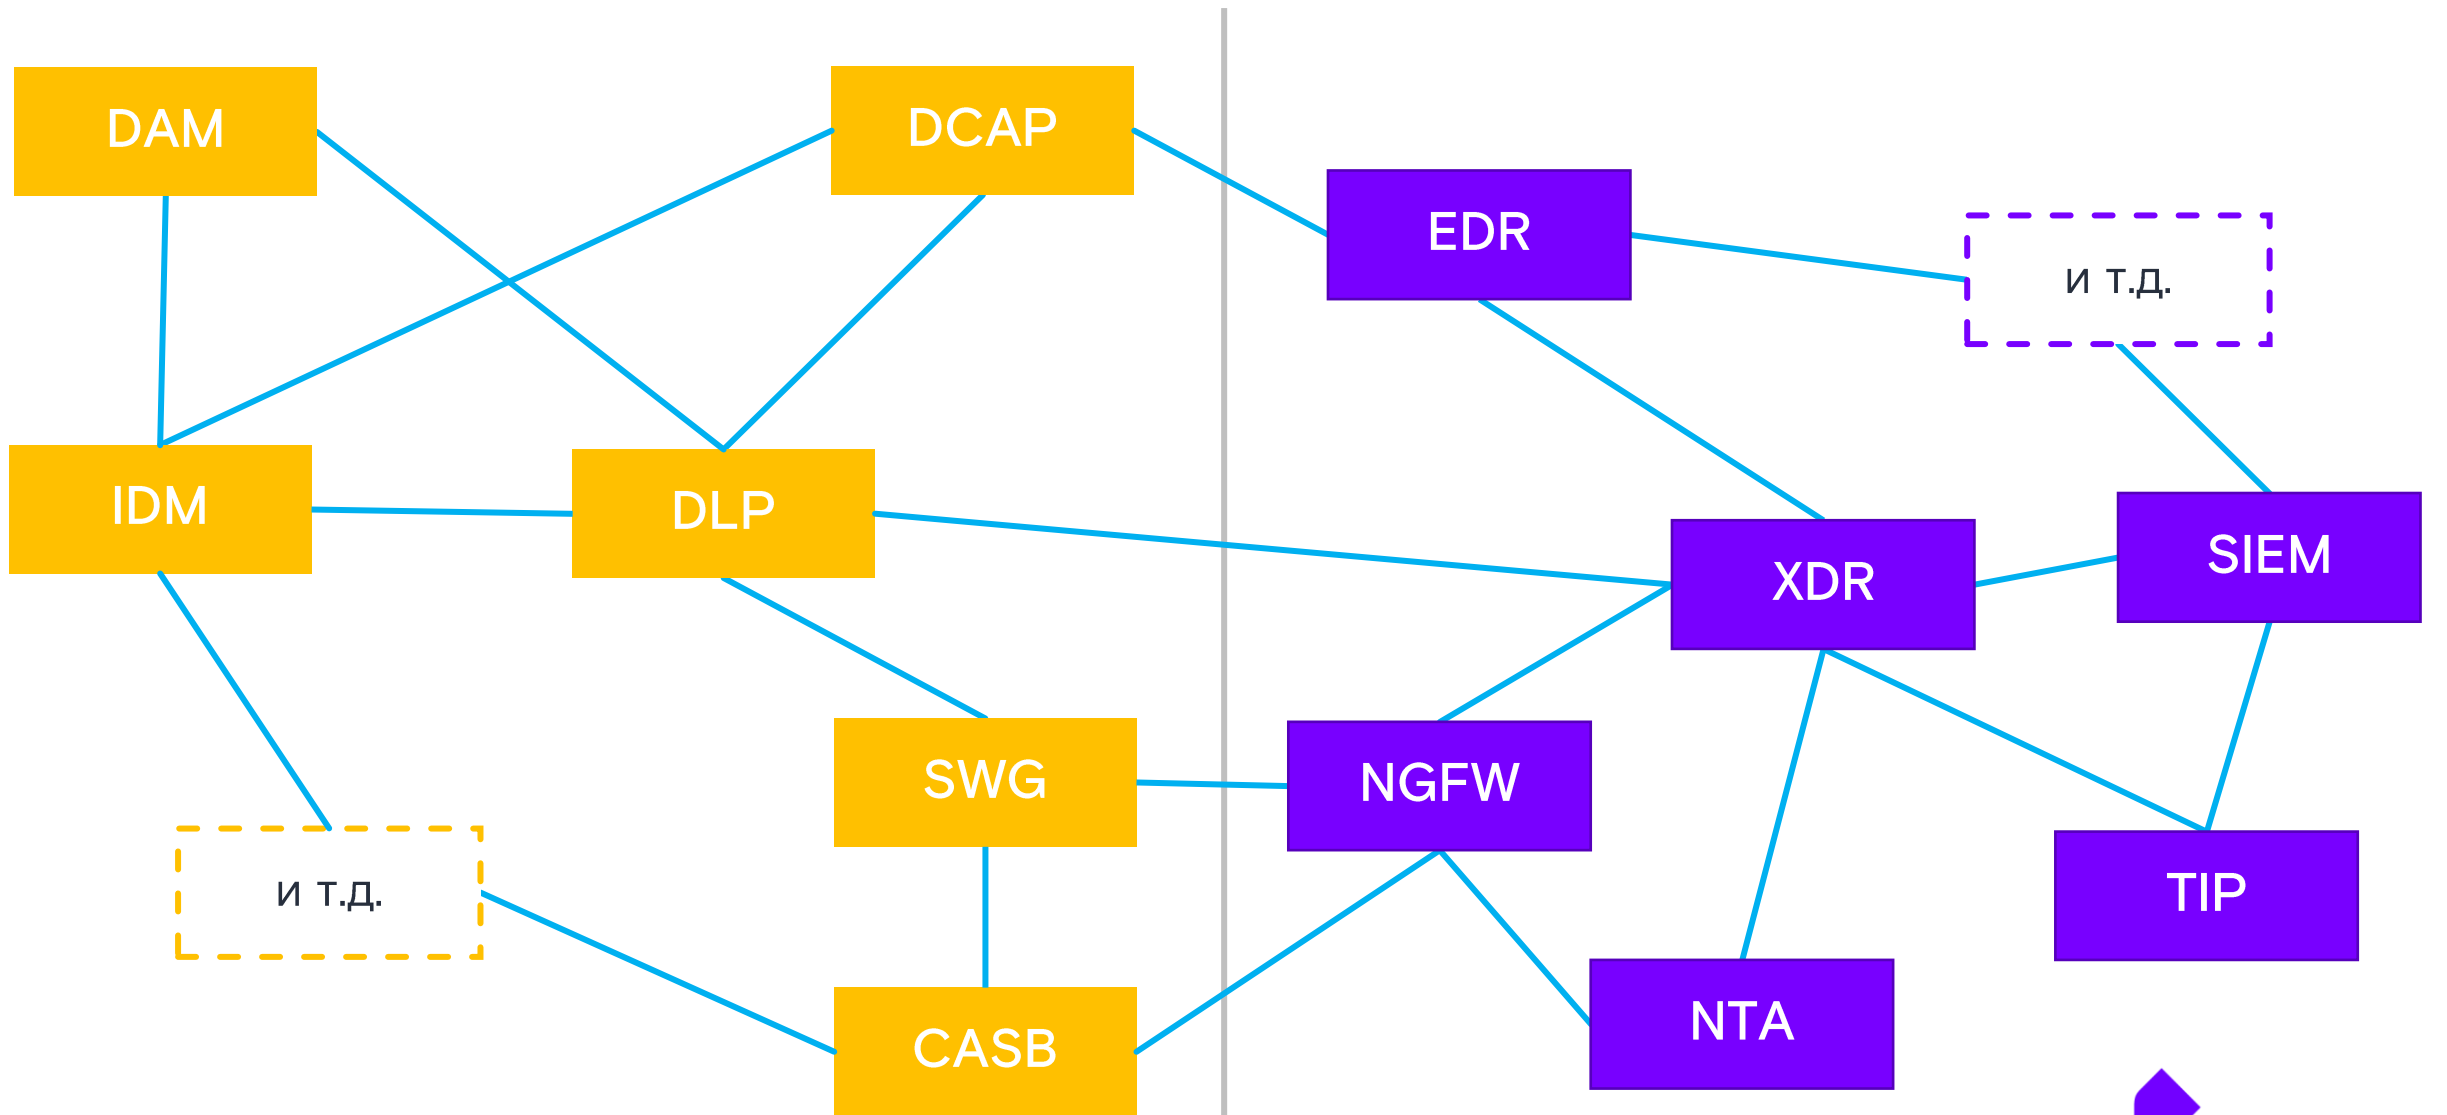 DAM
DCAP
EDR
и т.д.
IDM
DLP
XDR
SIEM
SWG
NGFW
и т.д.
TIP
CASB
NTA